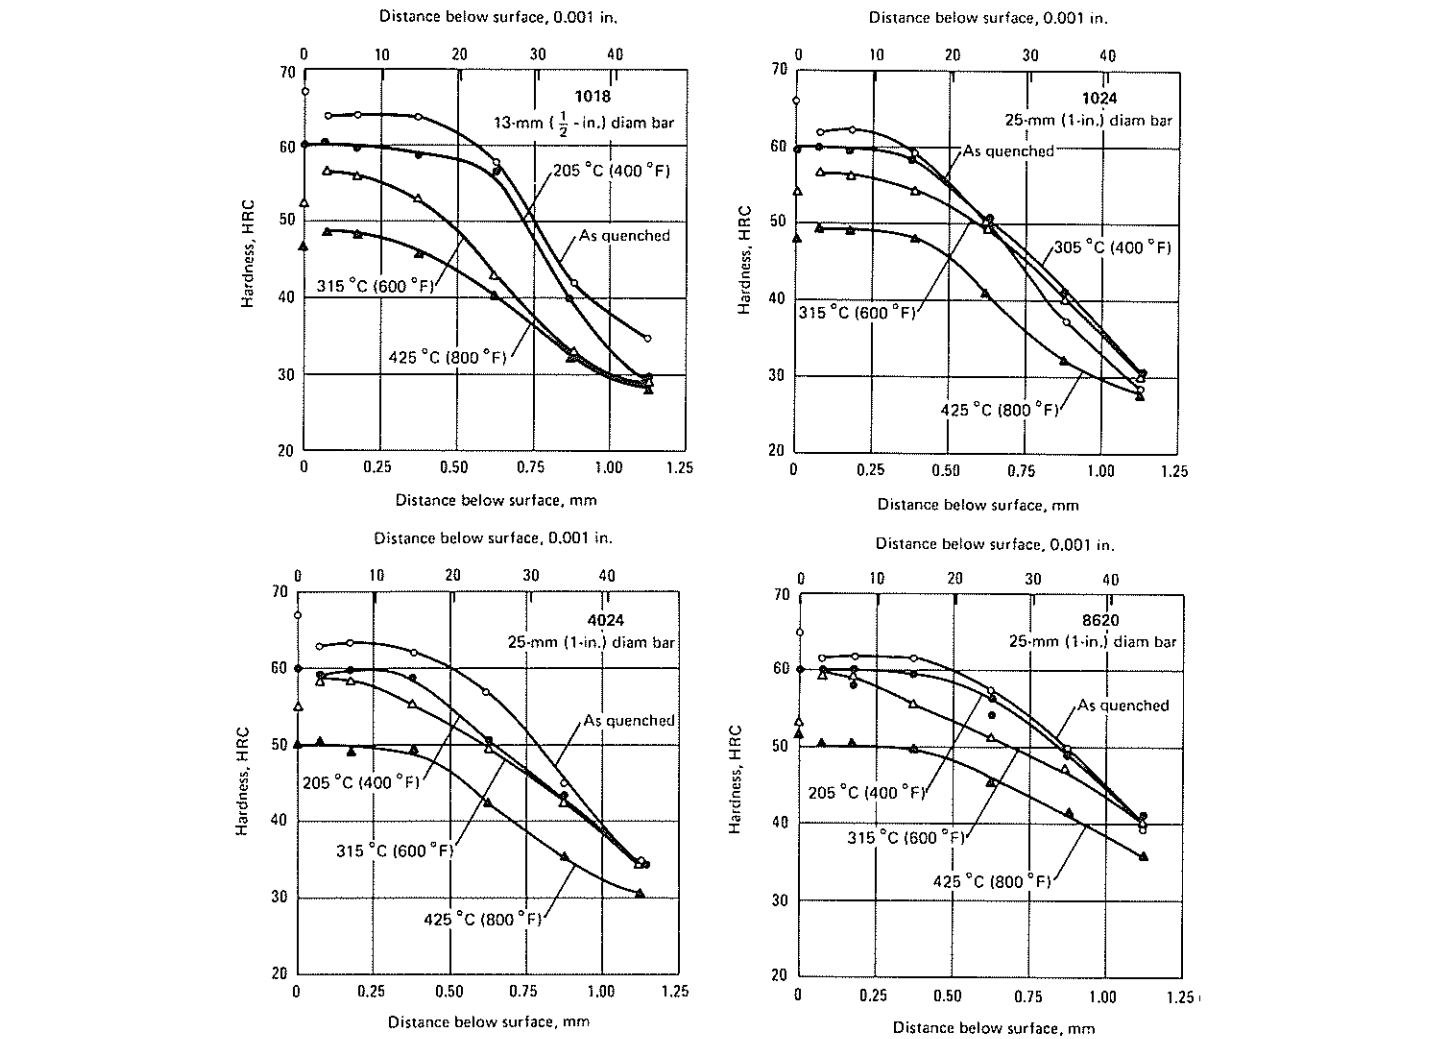 Distance below surface, 0.001 in.
0 10 20 30 40
70
60
50
40
30
20
Hardness, HRC
1018
13-mm (1/2-in.) diam bar
205 °C (400 °F)
As quenched
315 °C (600 °F)
425 °C (800 °F)
0 0.25 0.50 0.75 1.00 1.25
Distance below surface, mm
Distance below surface, 0.001 in.
0 10 20 30 40
70
60
50
40
30
20
Hardness, HRC
1024
25-mm (1-in.) diam bar
As quenched
305 °C (400 °F)
315 °C (600 °F)
425 °C (800 °F)
0 0.25 0.50 0.75 1.00 1.25
Distance below surface, mm
Distance below surface, 0.001 in.
0 10 20 30 40
70
60
50
40
30
20
Hardness, HRC
4024
25-mm (1-in.) diam bar
As quenched
205 °C (400 °F)
315 °C (600 °F)
425 °C (800 °F)
0 0.25 0.50 0.75 1.00 1.25
Distance below surface, mm
Distance below surface, 0.001 in.
0 10 20 30 40
70
60
50
40
30
20
Hardness, HRC
8620
25-mm (1-in.) diam bar
As quenched
205 °C (400 °F)
315 °C (600 °F)
425 °C (800 °F)
0 0.25 0.50 0.75 1.00 1.25
Distance below surface, mm